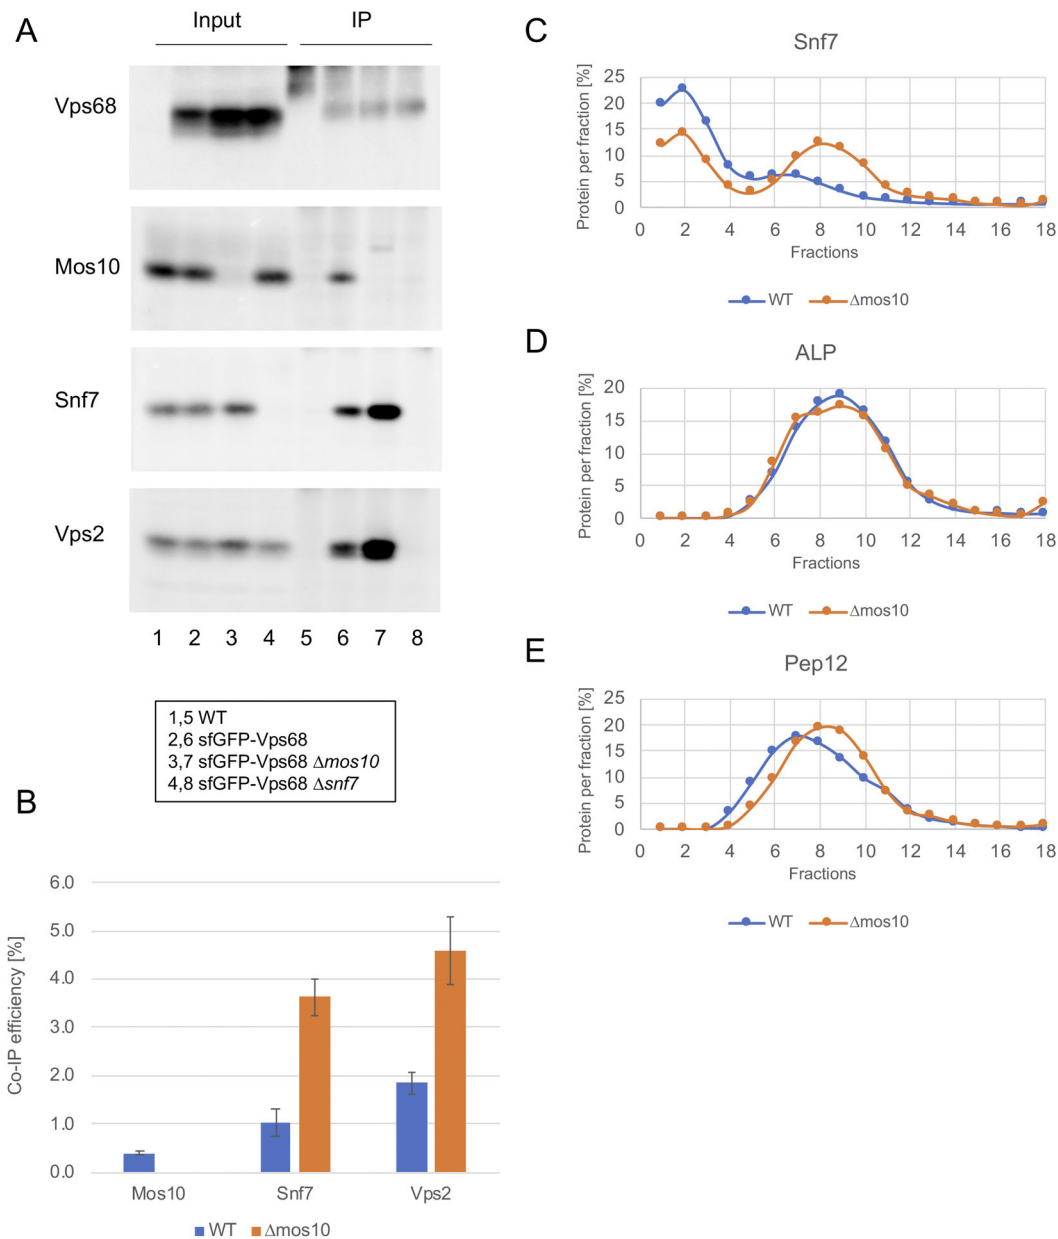 A
Input IP
Vps68
Mos10
Snf7
Vps2
1 2 3 4 5 6 7 8
1,5 WT
2,6 sfGFP-Vps68
3,7 sfGFP-Vps68 Δmos10
4,8 sfGFP-Vps68 Δsnf7
B
Co-IP efficiency [%]
6.0
5.0
4.0
3.0
2.0
1.0
0.0
Mos10 Snf7 Vps2
WT Δmos10
C
Snf7
Protein per fraction [%]
25
20
15
10
5
0
0 2 4 6 8 10 12 14 16 18
Fractions
WT Δmos10
D
ALP
Protein per fraction [%]
20
15
10
5
0
0 2 4 6 8 10 12 14 16 18
Fractions
WT Δmos10
E
Pep12
Protein per fraction [%]
25
20
15
10
5
0
0 2 4 6 8 10 12 14 16 18
Fractions
WT Δmos10